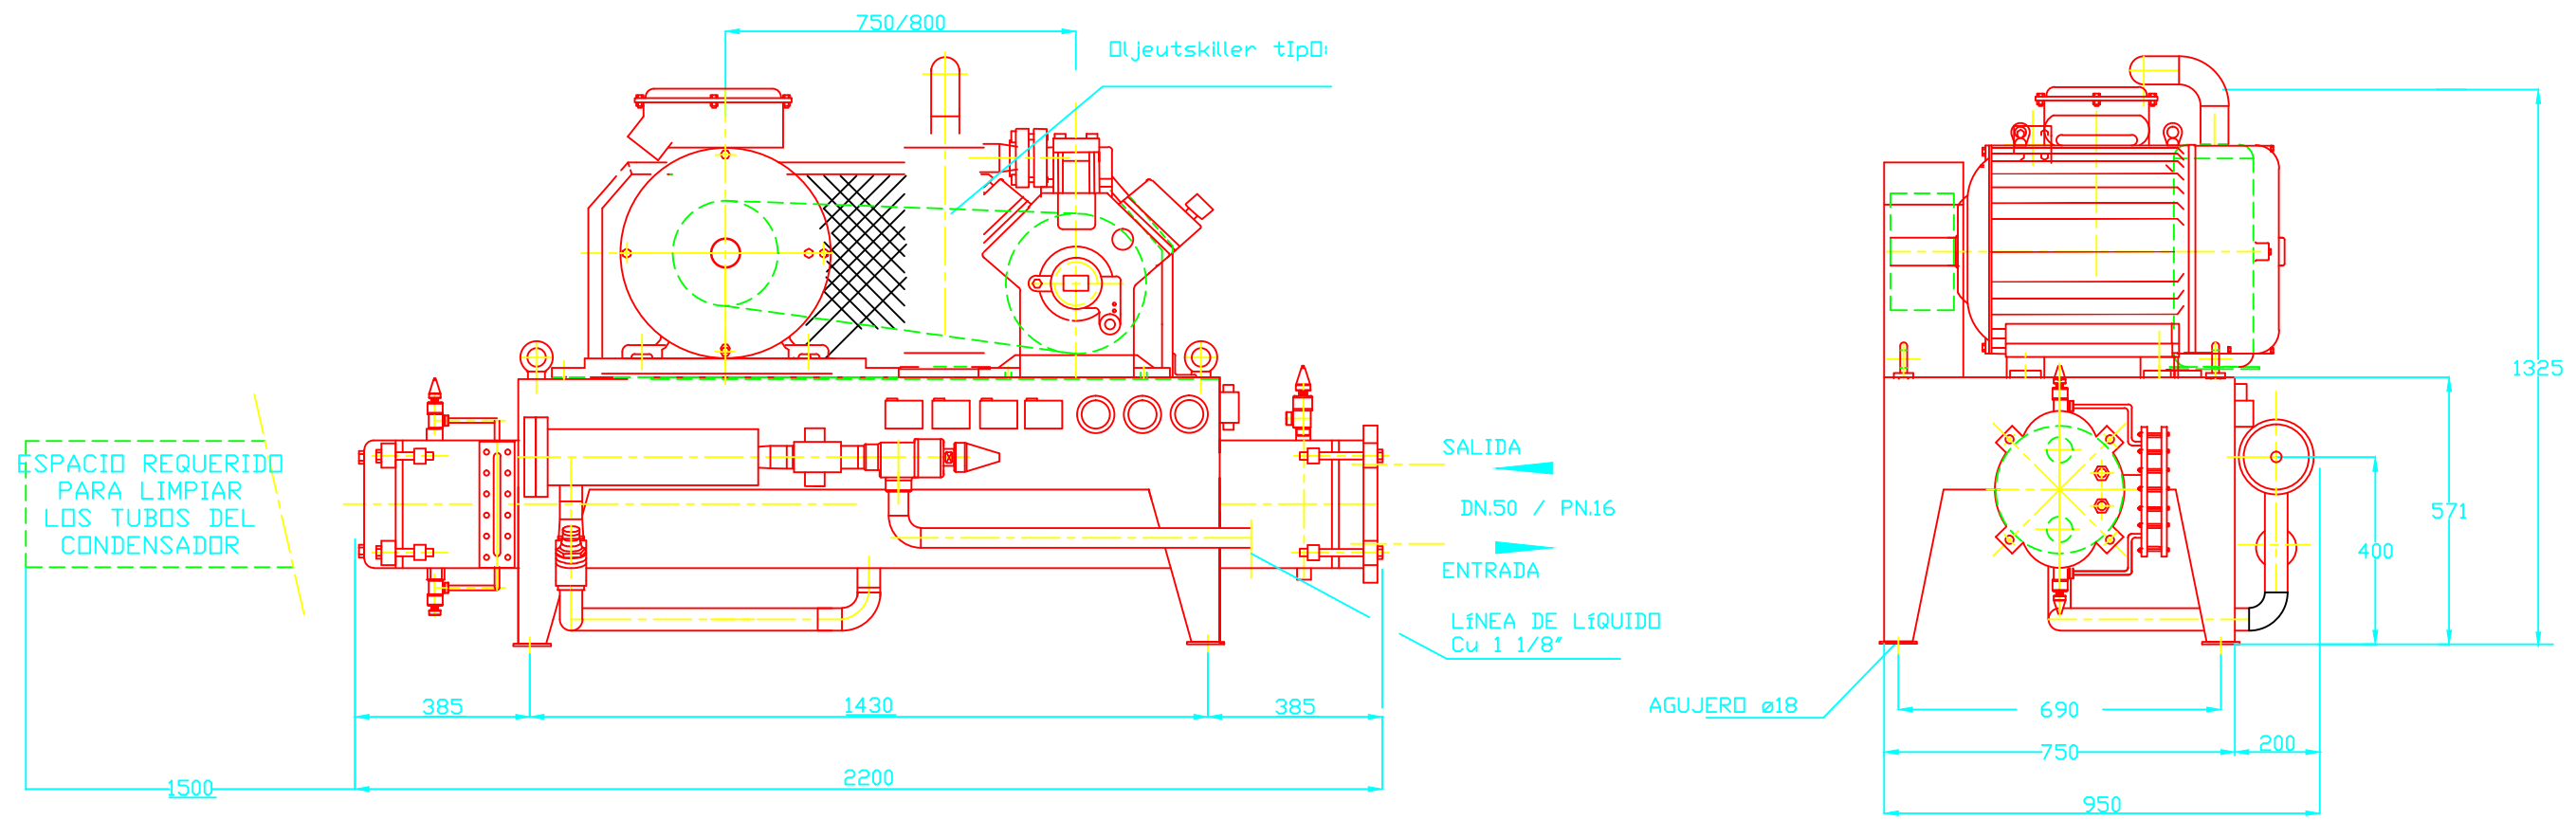 750/800
Oljeutskiller tIpO:
ESPACIO REQUERIDO
PARA LIMPIAR
LOS TUBOS DEL
CONDENSADOR
SALIDA
DN.50 / PN.16
ENTRADA
LíNEA DE LíQUIDO
Cu 1 1/8"
385
1430
385
1500
2200
1325
571
400
AGUJERO ø18
690
750
200
950